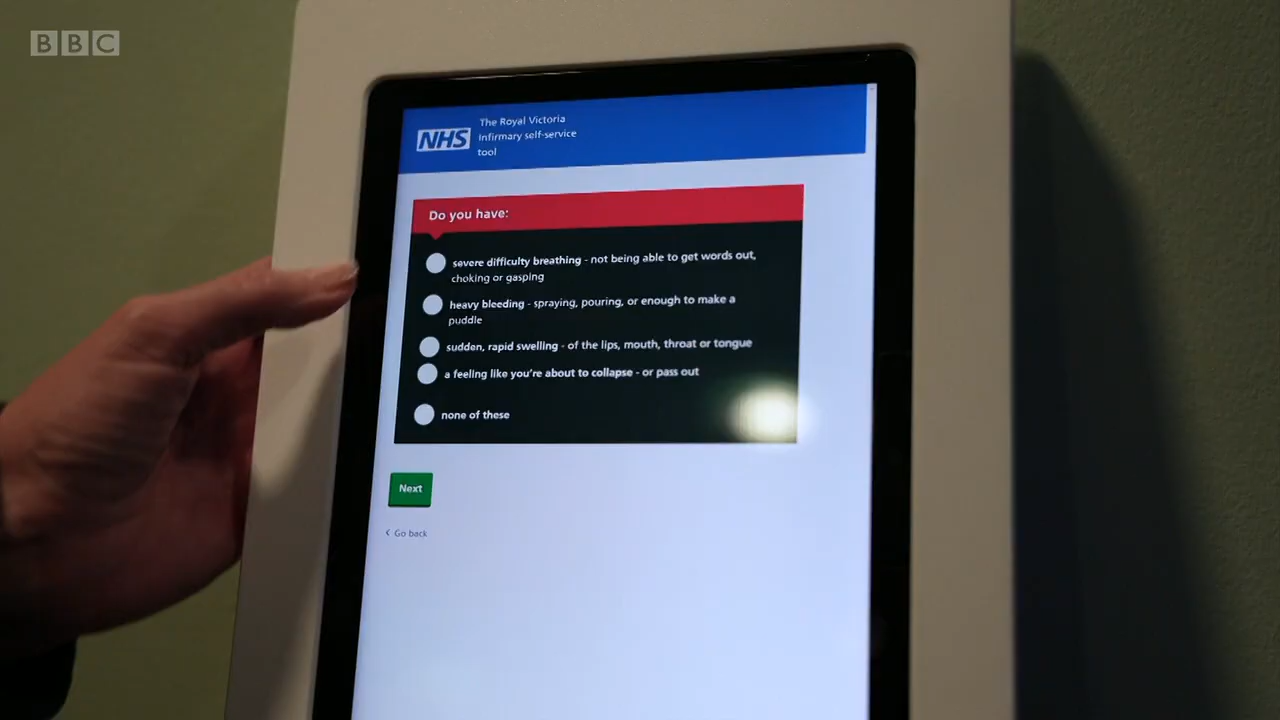 BBC
NHS
The Royal Victoria
Infirmary self-service
tool
Do you have:
severe difficulty breathing - not being able to get words out,
choking or gasping
heavy bleeding - spraying, pouring, or enough to make a
puddle
sudden, rapid swelling - of the lips, mouth, throat or tongue
a feeling like you're about to collapse - or pass out
none of these
Next
< Go back